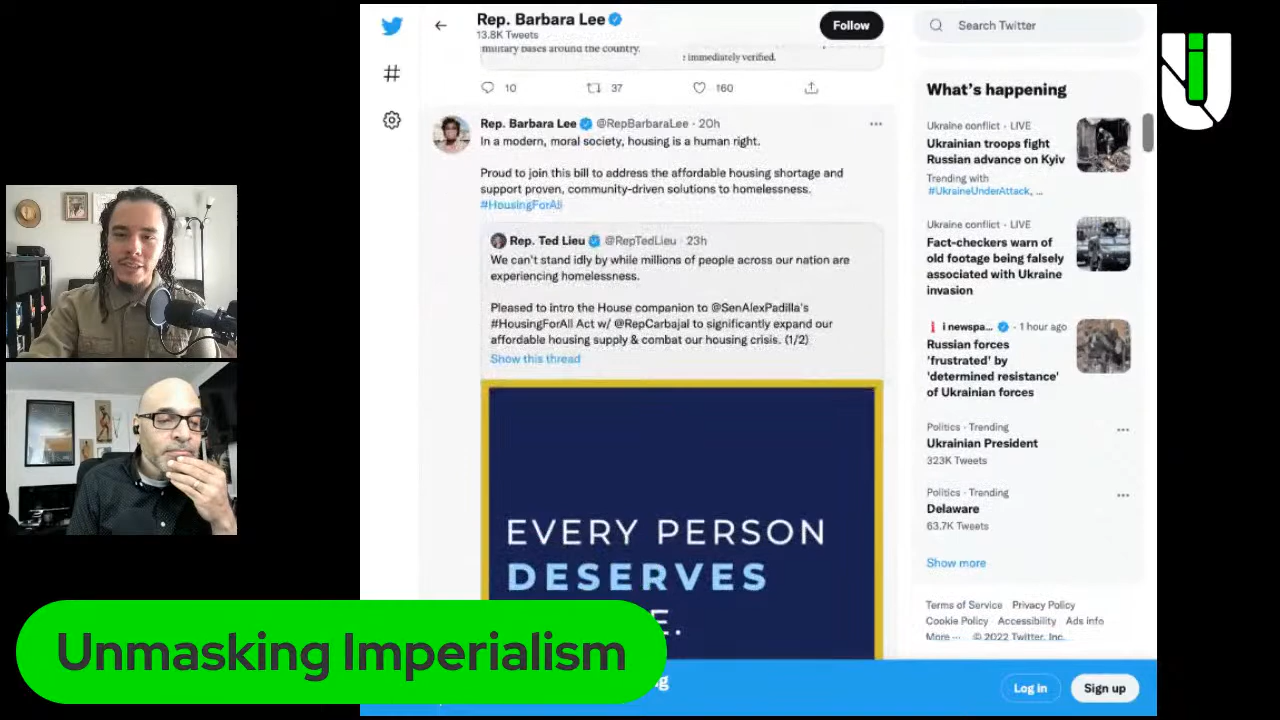 Rep. Barbara Lee
13.8K Tweets
Follow
military bases around the country.
immediately verified.
10
37
160
Rep. Barbara Lee @RepBarbaraLee · 20h
In a modern, moral society, housing is a human right.
Proud to join this bill to address the affordable housing shortage and
support proven, community-driven solutions to homelessness.
#HousingForAll
Rep. Ted Lieu @RepTedLieu · 23h
We can't stand idly by while millions of people across our nation are
experiencing homelessness.
Pleased to intro the House companion to @SenAlexPadilla's
#HousingForAll Act w/ @RepCarbajal to significantly expand our
affordable housing supply & combat our housing crisis. (1/2)
Show this thread
EVERY PERSON
DESERVES
E.
Search Twitter
What's happening
Ukraine conflict · LIVE
Ukrainian troops fight
Russian advance on Kyiv
Trending with
#UkraineUnderAttack, ...
Ukraine conflict · LIVE
Fact-checkers warn of
old footage being falsely
associated with Ukraine
invasion
i newspa... · 1 hour ago
Russian forces
'frustrated' by
'determined resistance'
of Ukrainian forces
Politics · Trending
Ukrainian President
323K Tweets
Politics · Trending
Delaware
63.7K Tweets
Show more
Terms of Service Privacy Policy
Cookie Policy Accessibility Ads info
More ··· © 2022 Twitter, Inc.
Log in
Sign up
Unmasking Imperialism